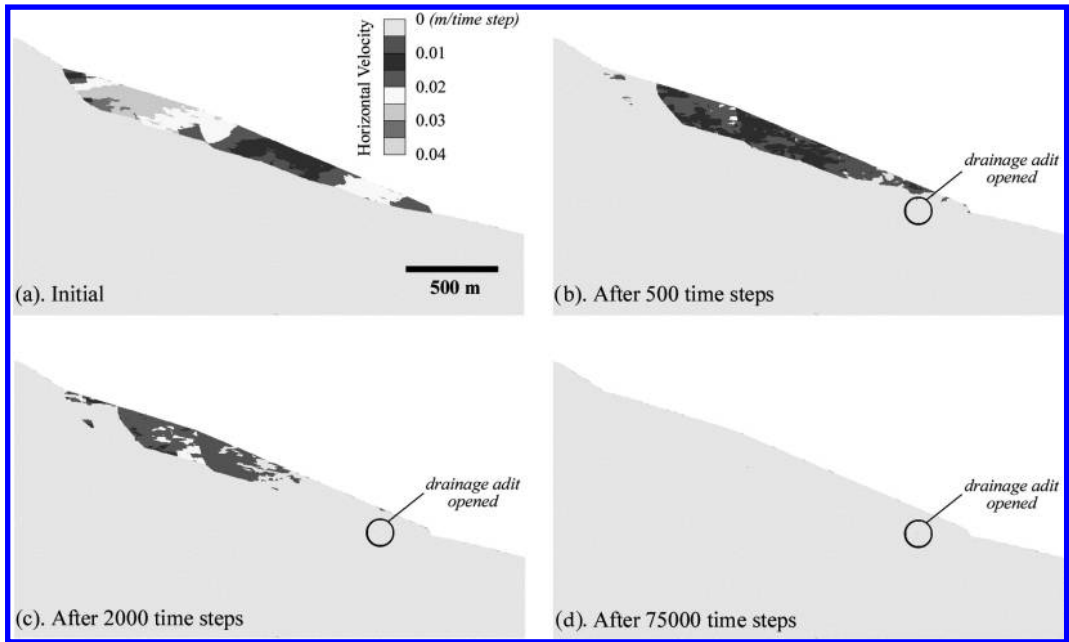 0 (m/time step)
0.01
0.02
0.03
0.04
Horizontal Velocity
500 m
(a). Initial
drainage adit
opened
(b). After 500 time steps
drainage adit
opened
(c). After 2000 time steps
drainage adit
opened
(d). After 75000 time steps